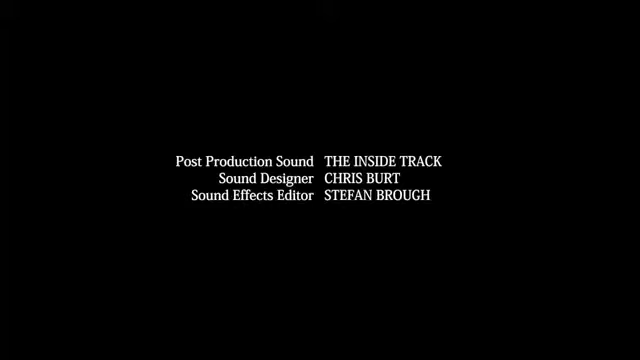 Post Production Sound THE INSIDE TRACK
Sound Designer CHRIS BURT
Sound Effects Editor STEFAN BROUGH